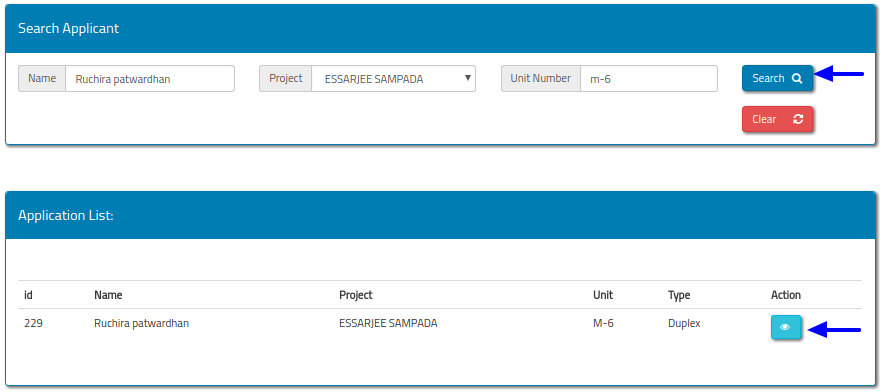 Search Applicant
Name Ruchira patwardhan Project ESSARJEE SAMPADA Unit Number m-6 Search
Clear
Application List:
id Name Project Unit Type Action
229 Ruchira patwardhan ESSARJEE SAMPADA M-6 Duplex